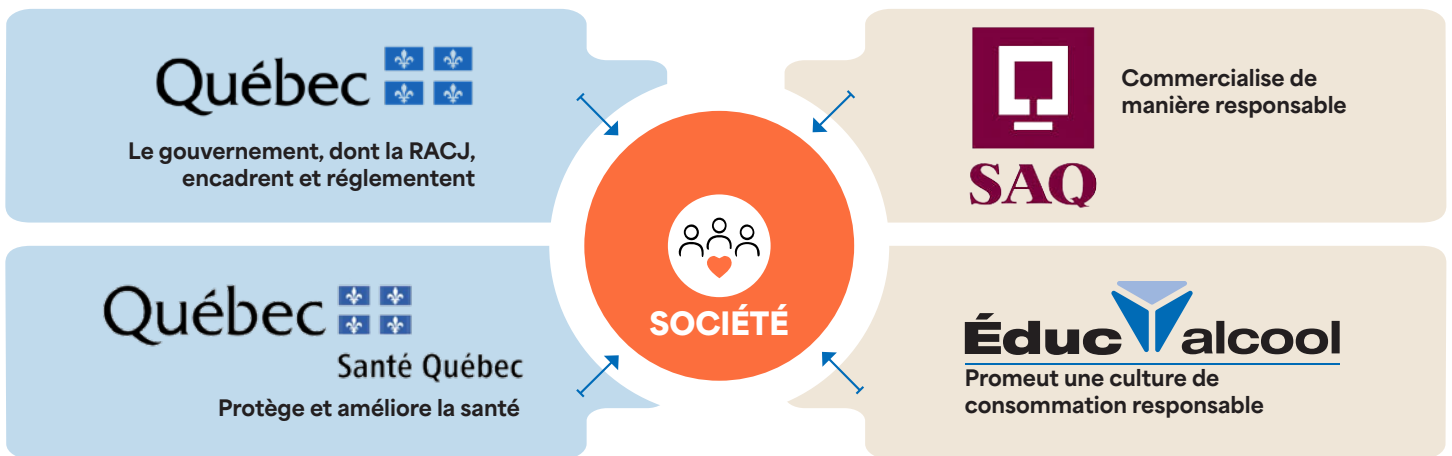 Québec
Le gouvernement, dont la RACJ,
encadrent et réglementent
SAQ
Commercialise de
manière responsable
SOCIÉTÉ
Québec
Santé Québec
Protège et améliore la santé
Éduc alcool
Promeut une culture de
consommation responsable